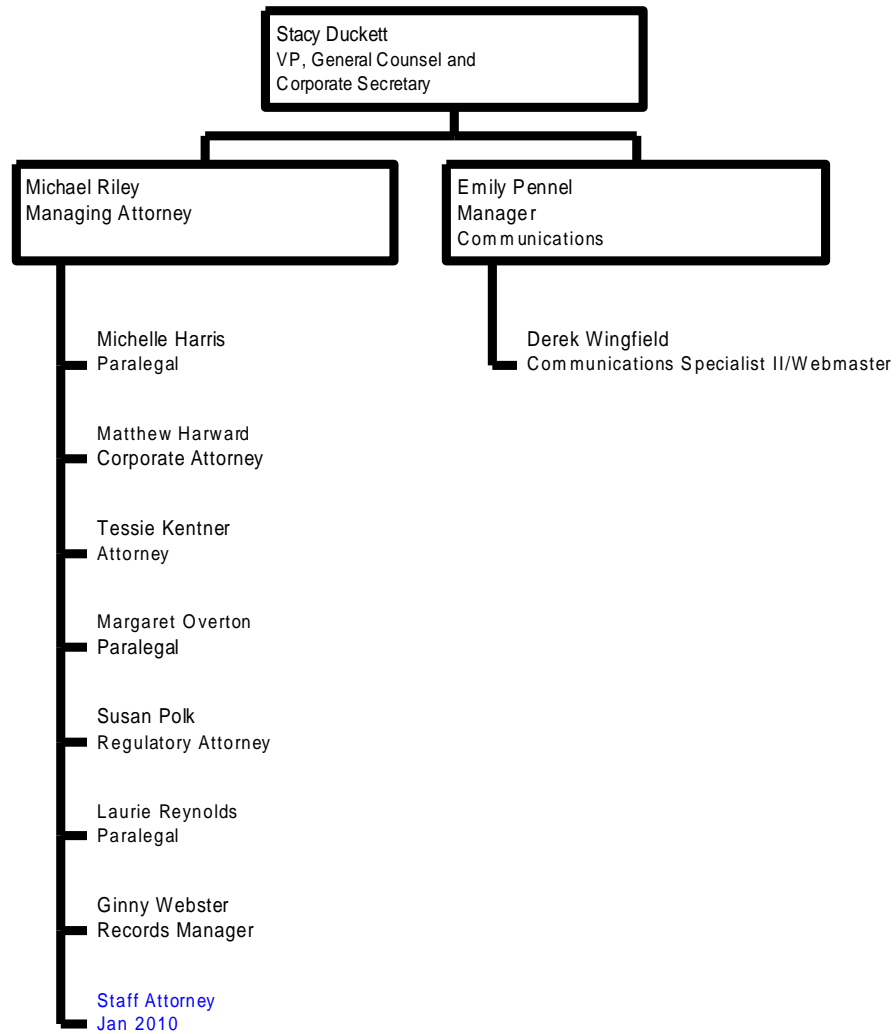 Stacy Duckett
VP, General Counsel and
Corporate Secretary
Michael Riley
Managing Attorney
Emily Pennel
Manager
Communications
Michelle Harris
Paralegal
Derek Wingfield
Communications Specialist II/Webmaster
Matthew Harward
Corporate Attorney
Tessie Kentner
Attorney
Margaret Overton
Paralegal
Susan Polk
Regulatory Attorney
Laurie Reynolds
Paralegal
Ginny Webster
Records Manager
Staff Attorney
Jan 2010